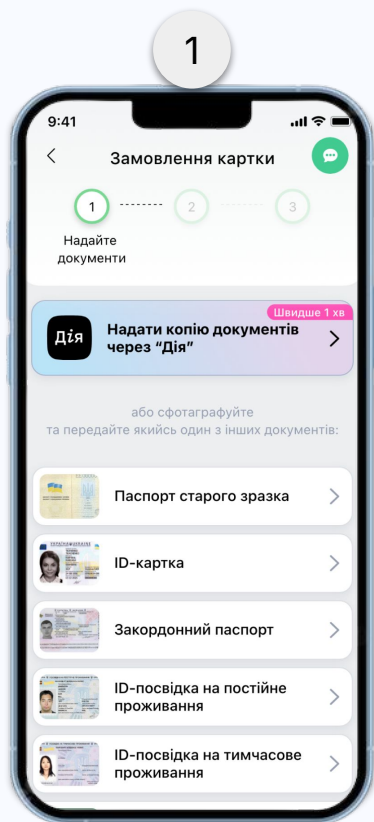 1
9:41
Замовлення картки
1
2
3
Надайте
документи
Швидше 1 хв
Дія
Надати копію документів
через “Дія”
або сфотаграфуйте
та передайте якийсь один з інших документів:
Паспорт старого зразка
ID-картка
Закордонний паспорт
ID-посвідка на постійне
проживання
ID-посвідка на тимчасове
проживання